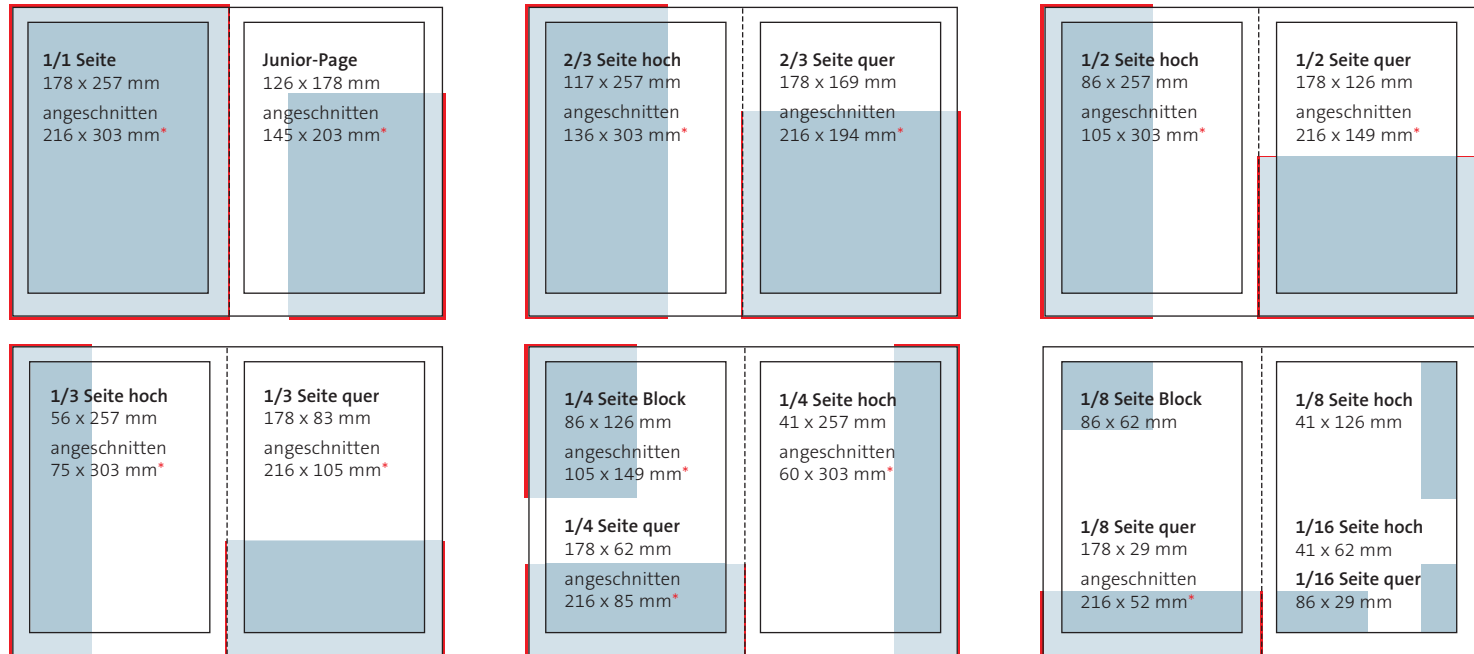 1/1 Seite
178 x 257 mm
angeschnitten
216 x 303 mm*
Junior-Page
126 x 178 mm
angeschnitten
145 x 203 mm*
2/3 Seite hoch
117 x 257 mm
angeschnitten
136 x 303 mm*
2/3 Seite quer
178 x 169 mm
angeschnitten
216 x 194 mm*
1/2 Seite hoch
86 x 257 mm
angeschnitten
105 x 303 mm*
1/2 Seite quer
178 x 126 mm
angeschnitten
216 x 149 mm*
1/3 Seite hoch
56 x 257 mm
angeschnitten
75 x 303 mm*
1/3 Seite quer
178 x 83 mm
angeschnitten
216 x 105 mm*
1/4 Seite Block
86 x 126 mm
angeschnitten
105 x 149 mm*
1/4 Seite quer
178 x 62 mm
angeschnitten
216 x 85 mm*
1/4 Seite hoch
41 x 257 mm
angeschnitten
60 x 303 mm*
1/8 Seite Block
86 x 62 mm
1/8 Seite quer
178 x 29 mm
angeschnitten
216 x 52 mm*
1/8 Seite hoch
41 x 126 mm
1/16 Seite hoch
41 x 62 mm
1/16 Seite quer
86 x 29 mm